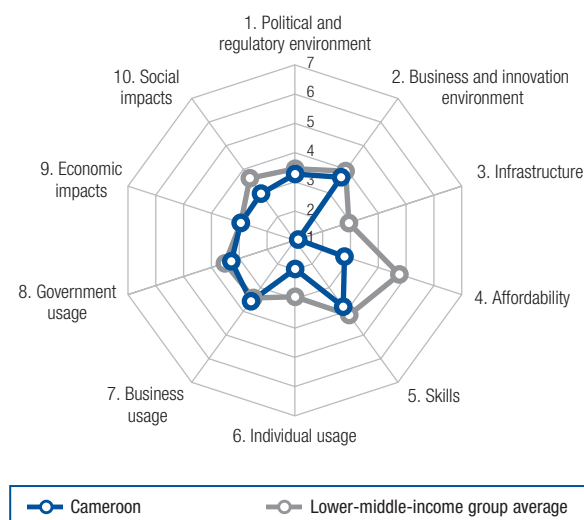 1. Political and
regulatory environment
7
6
5
4
3
2
1
2. Business and innovation
environment
3. Infrastructure
4. Affordability
5. Skills
6. Individual usage
7. Business
usage
8. Government
usage
9. Economic
impacts
10. Social
impacts
Cameroon
Lower-middle-income group average